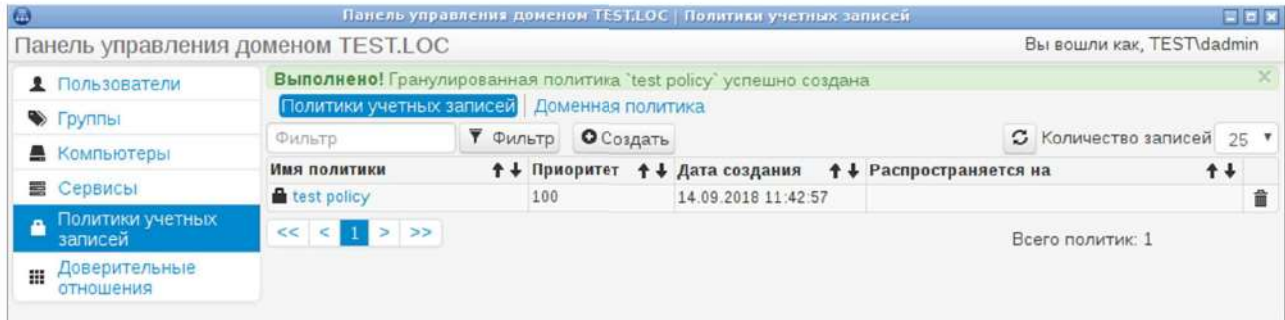 Панель управления доменом TEST.LOC | Политики учетных записей
Панель управления доменом TEST.LOC
Вы вошли как, TEST\dadmin
Пользователи
Группы
Компьютеры
Сервисы
Политики учетных
записей
Доверительные
отношения
Выполнено! Гранулированная политика `test policy` успешно создана ×
Политики учетных записей | Доменная политика
Фильтр Фильтр Создать Количество записей 25
Имя политики Приоритет Дата создания Распространяется на
test policy 100 14.09.2018 11:42:57
<< < 1 > >>
Всего политик: 1